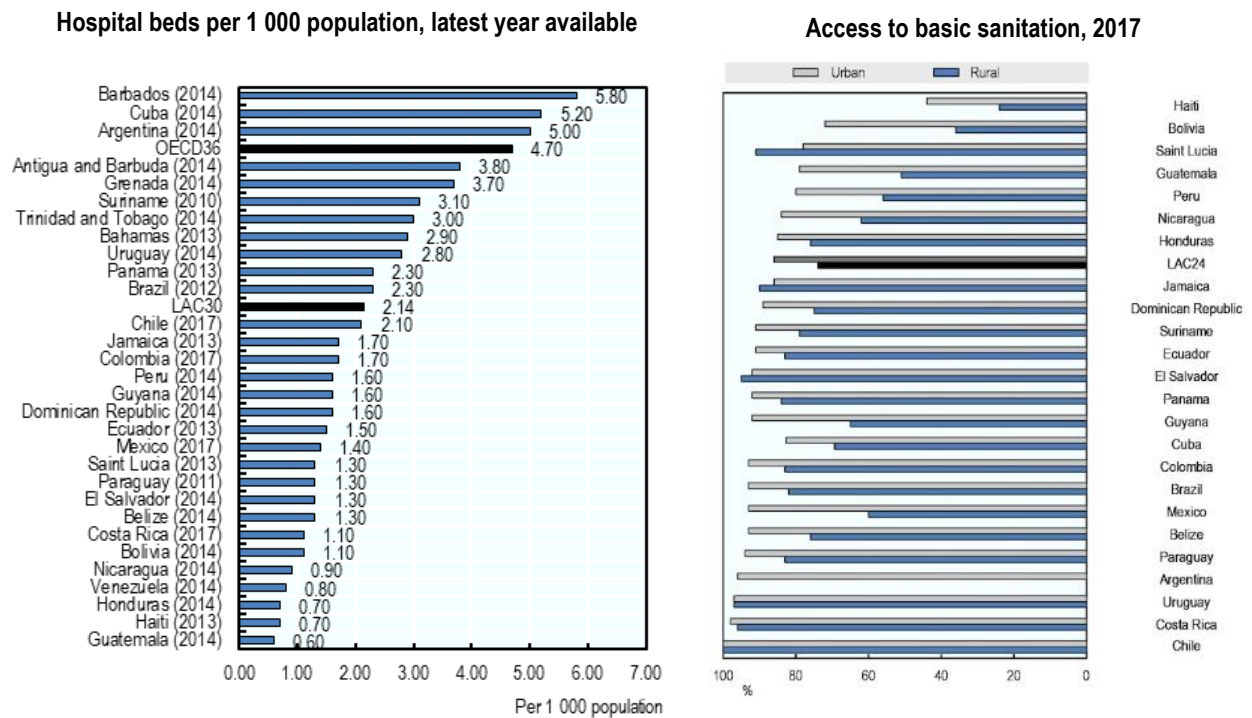 Hospital beds per 1 000 population, latest year available
Barbados (2014) 5.80
Cuba (2014) 5.20
Argentina (2014) 5.00
OECD36 4.70
Antigua and Barbuda (2014) 3.80
Grenada (2014) 3.70
Suriname (2010) 3.10
Trinidad and Tobago (2014) 3.00
Bahamas (2013) 2.90
Uruguay (2014) 2.80
Panama (2013) 2.30
Brazil (2012) 2.30
LAC30 2.14
Chile (2017) 2.10
Jamaica (2013) 1.70
Colombia (2017) 1.70
Peru (2014) 1.60
Guyana (2014) 1.60
Dominican Republic (2014) 1.60
Ecuador (2013) 1.50
Mexico (2017) 1.40
Saint Lucia (2013) 1.30
Paraguay (2011) 1.30
El Salvador (2014) 1.30
Belize (2014) 1.30
Costa Rica (2017) 1.10
Bolivia (2014) 1.10
Nicaragua (2014) 0.90
Venezuela (2014) 0.80
Honduras (2014) 0.70
Haiti (2013) 0.70
Guatemala (2014) 0.60
0.00 1.00 2.00 3.00 4.00 5.00 6.00 7.00
Per 1 000 population
Access to basic sanitation, 2017
Urban Rural
Haiti
Bolivia
Saint Lucia
Guatemala
Peru
Nicaragua
Honduras
LAC24
Jamaica
Dominican Republic
Suriname
Ecuador
El Salvador
Panama
Guyana
Cuba
Colombia
Brazil
Mexico
Belize
Paraguay
Argentina
Uruguay
Costa Rica
Chile
100 80 60 40 20 0
%